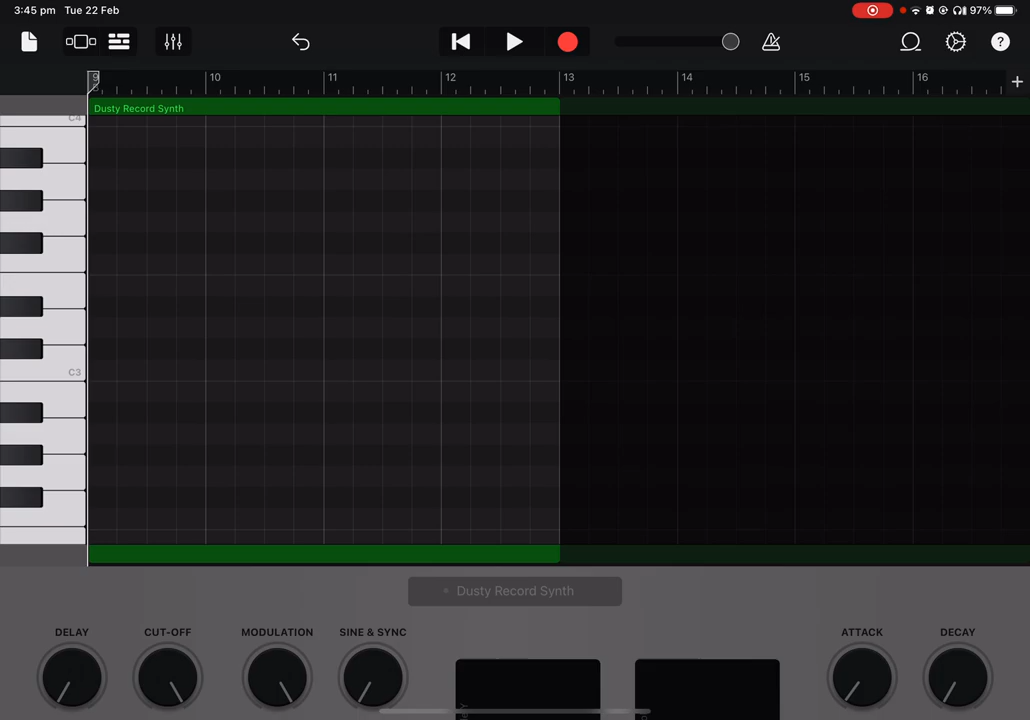 3:45 pm Tue 22 Feb
97%
?
9 10 11 12 13 14 15 16 +
Dusty Record Synth
C4
C3
Dusty Record Synth
DELAY CUT-OFF MODULATION SINE & SYNC ATTACK DECAY